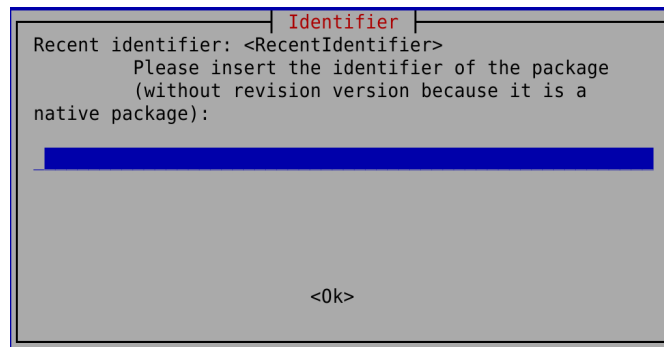 Identifier
Recent identifier: <RecentIdentifier>
Please insert the identifier of the package
(without revision version because it is a
native package):
<Ok>